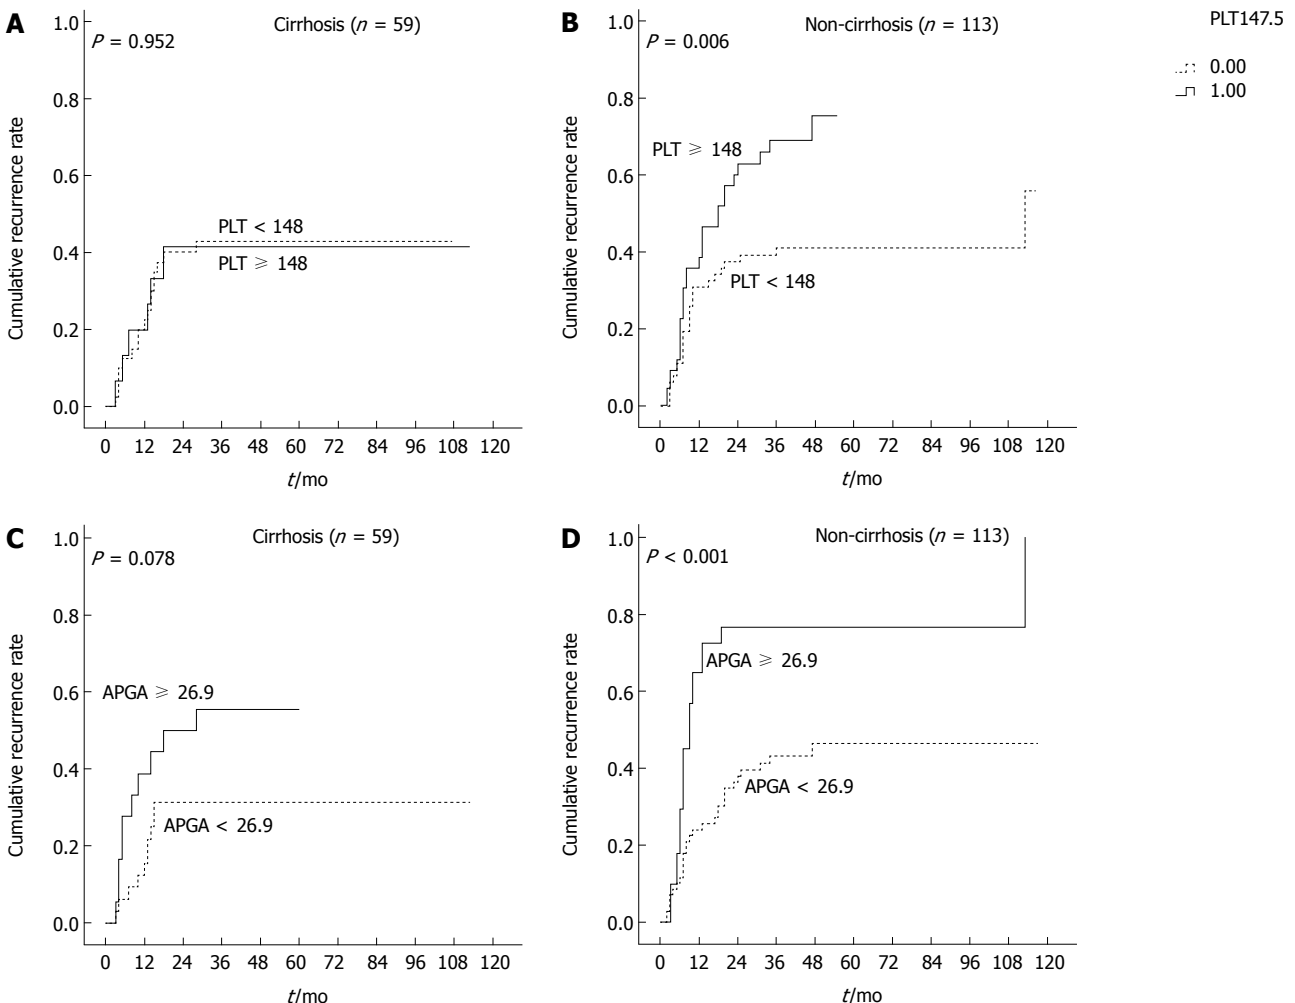 A
Cirrhosis (n = 59)
P = 0.952
Cumulative recurrence rate
1.0
0.8
0.6
0.4
0.2
0.0
PLT < 148
PLT ⩾ 148
0 12 24 36 48 60 72 84 96 108 120
t/mo
B
Non-cirrhosis (n = 113)
P = 0.006
Cumulative recurrence rate
1.0
0.8
0.6
0.4
0.2
0.0
PLT ⩾ 148
PLT < 148
0 12 24 36 48 60 72 84 96 108 120
t/mo
PLT147.5
0.00
1.00
C
Cirrhosis (n = 59)
P = 0.078
Cumulative recurrence rate
1.0
0.8
0.6
0.4
0.2
0.0
APGA ⩾ 26.9
APGA < 26.9
0 12 24 36 48 60 72 84 96 108 120
t/mo
D
Non-cirrhosis (n = 113)
P < 0.001
Cumulative recurrence rate
1.0
0.8
0.6
0.4
0.2
0.0
APGA ⩾ 26.9
APGA < 26.9
0 12 24 36 48 60 72 84 96 108 120
t/mo